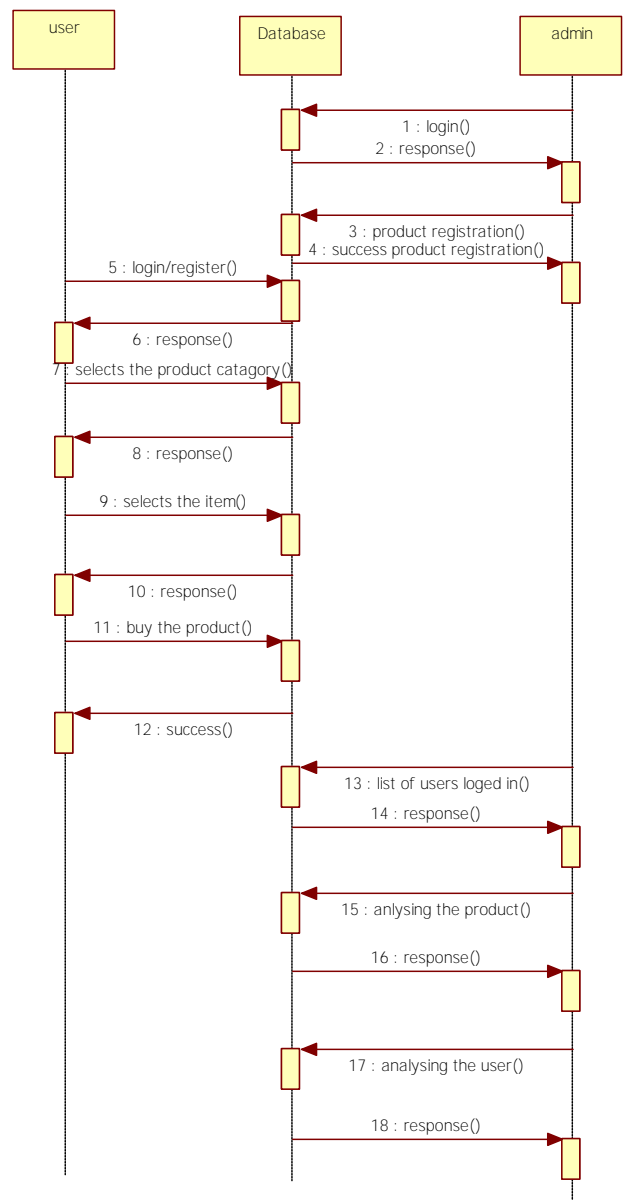 user
Database
admin
1 : login()
2 : response()
3 : product registration()
4 : success product registration()
5 : login/register()
6 : response()
7 : selects the product catagory()
8 : response()
9 : selects the item()
10 : response()
11 : buy the product()
12 : success()
13 : list of users loged in()
14 : response()
15 : anlysing the product()
16 : response()
17 : analysing the user()
18 : response()